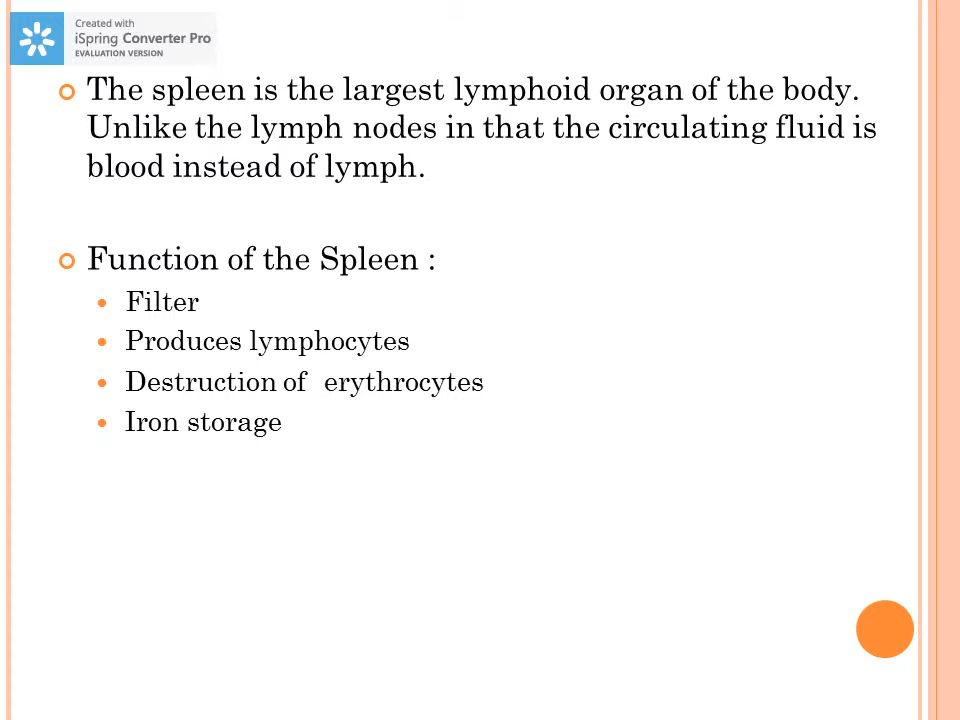 Created with
iSpring Converter Pro
EVALUATION VERSION
The spleen is the largest lymphoid organ of the body.
Unlike the lymph nodes in that the circulating fluid is
blood instead of lymph.
Function of the Spleen :
Filter
Produces lymphocytes
Destruction of erythrocytes
Iron storage